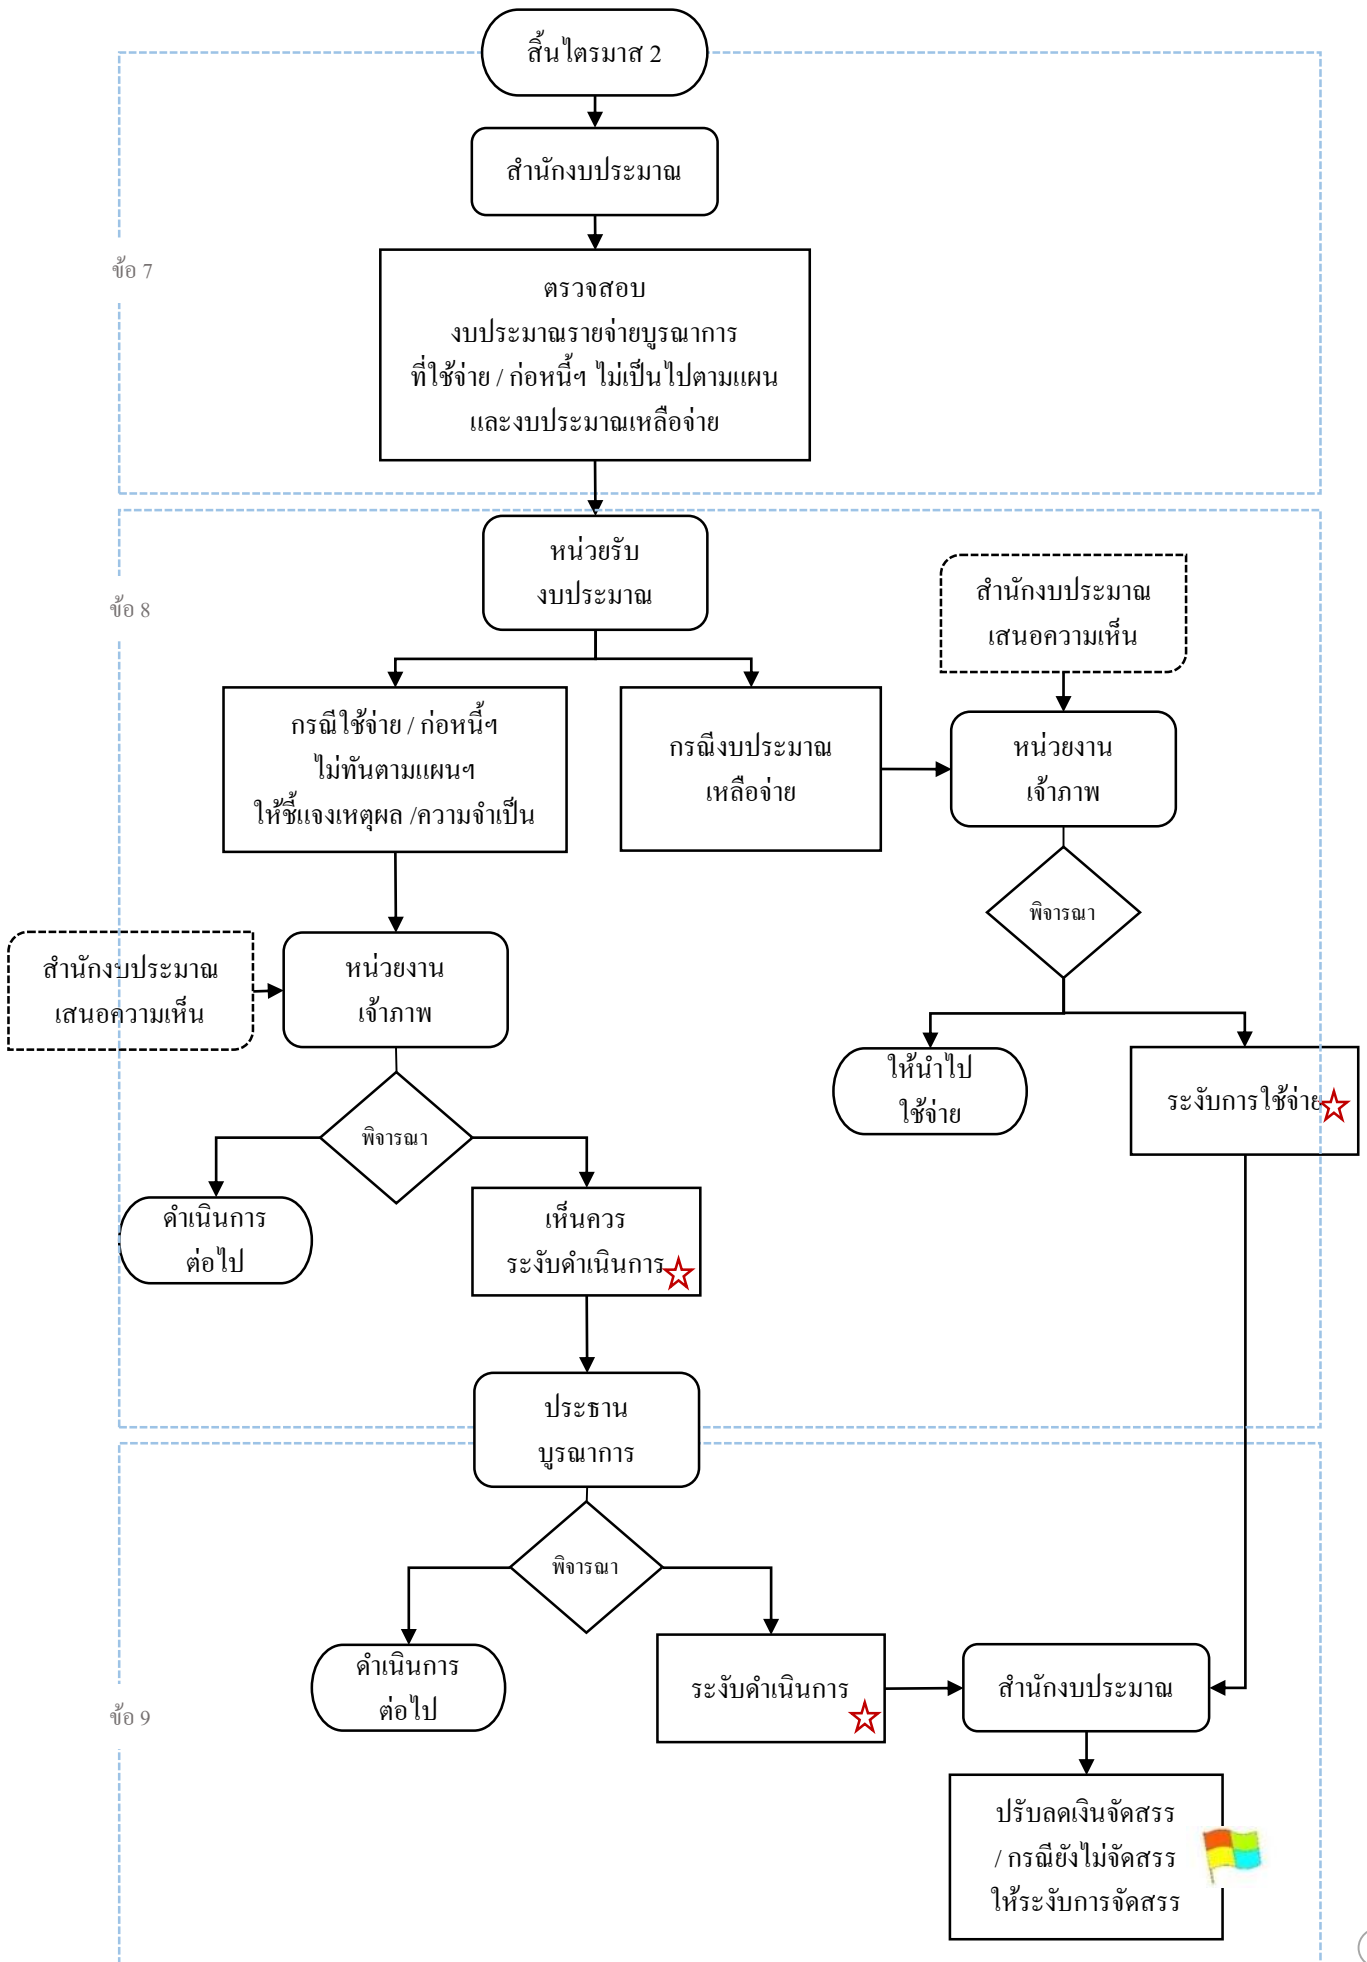 สิ้นไตรมาส 2
สำนักงบประมาณ
ข้อ 7
ตรวจสอบ
งบประมาณรายจ่ายบูรณาการ
ที่ใช้จ่าย / ก่อหนี้ฯ ไม่เป็นไปตามแผน
และงบประมาณเหลือจ่าย
ข้อ 8
หน่วยรับ
งบประมาณ
สำนักงบประมาณ
เสนอความเห็น
กรณีใช้จ่าย / ก่อหนี้ฯ
ไม่ทันตามแผนฯ
ให้ชี้แจงเหตุผล /ความจำเป็น
กรณีงบประมาณ
เหลือจ่าย
หน่วยงาน
เจ้าภาพ
พิจารณา
สำนักงบประมาณ
เสนอความเห็น
หน่วยงาน
เจ้าภาพ
ให้นำไป
ใช้จ่าย
ระงับการใช้จ่าย
พิจารณา
ดำเนินการ
ต่อไป
เห็นควร
ระงับดำเนินการ
ประธาน
บูรณาการ
ข้อ 9
พิจารณา
ดำเนินการ
ต่อไป
ระงับดำเนินการ
สำนักงบประมาณ
ปรับลดเงินจัดสรร
/ กรณียังไม่จัดสรร
ให้ระงับการจัดสรร